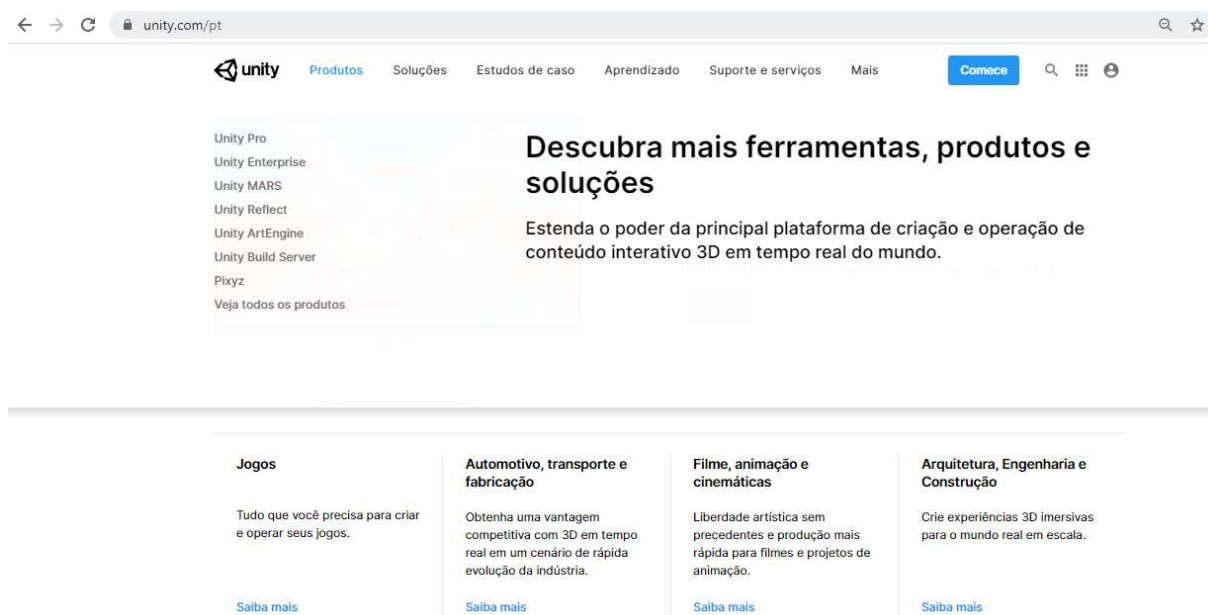 unity.com/pt
unity Produtos Soluções Estudos de caso Aprendizado Suporte e serviços Mais Comece
Unity Pro
Unity Enterprise
Unity MARS
Unity Reflect
Unity ArtEngine
Unity Build Server
Pixyz
Veja todos os produtos
Descubra mais ferramentas, produtos e
soluções
Estenda o poder da principal plataforma de criação e operação de
conteúdo interativo 3D em tempo real do mundo.
Jogos
Tudo que você precisa para criar
e operar seus jogos.
Saiba mais
Automotivo, transporte e
fabricação
Obtenha uma vantagem
competitiva com 3D em tempo
real em um cenário de rápida
evolução da indústria.
Saiba mais
Filme, animação e
cinemáticas
Liberdade artística sem
precedentes e produção mais
rápida para filmes e projetos de
animação.
Saiba mais
Arquitetura, Engenharia e
Construção
Crie experiências 3D imersivas
para o mundo real em escala.
Saiba mais